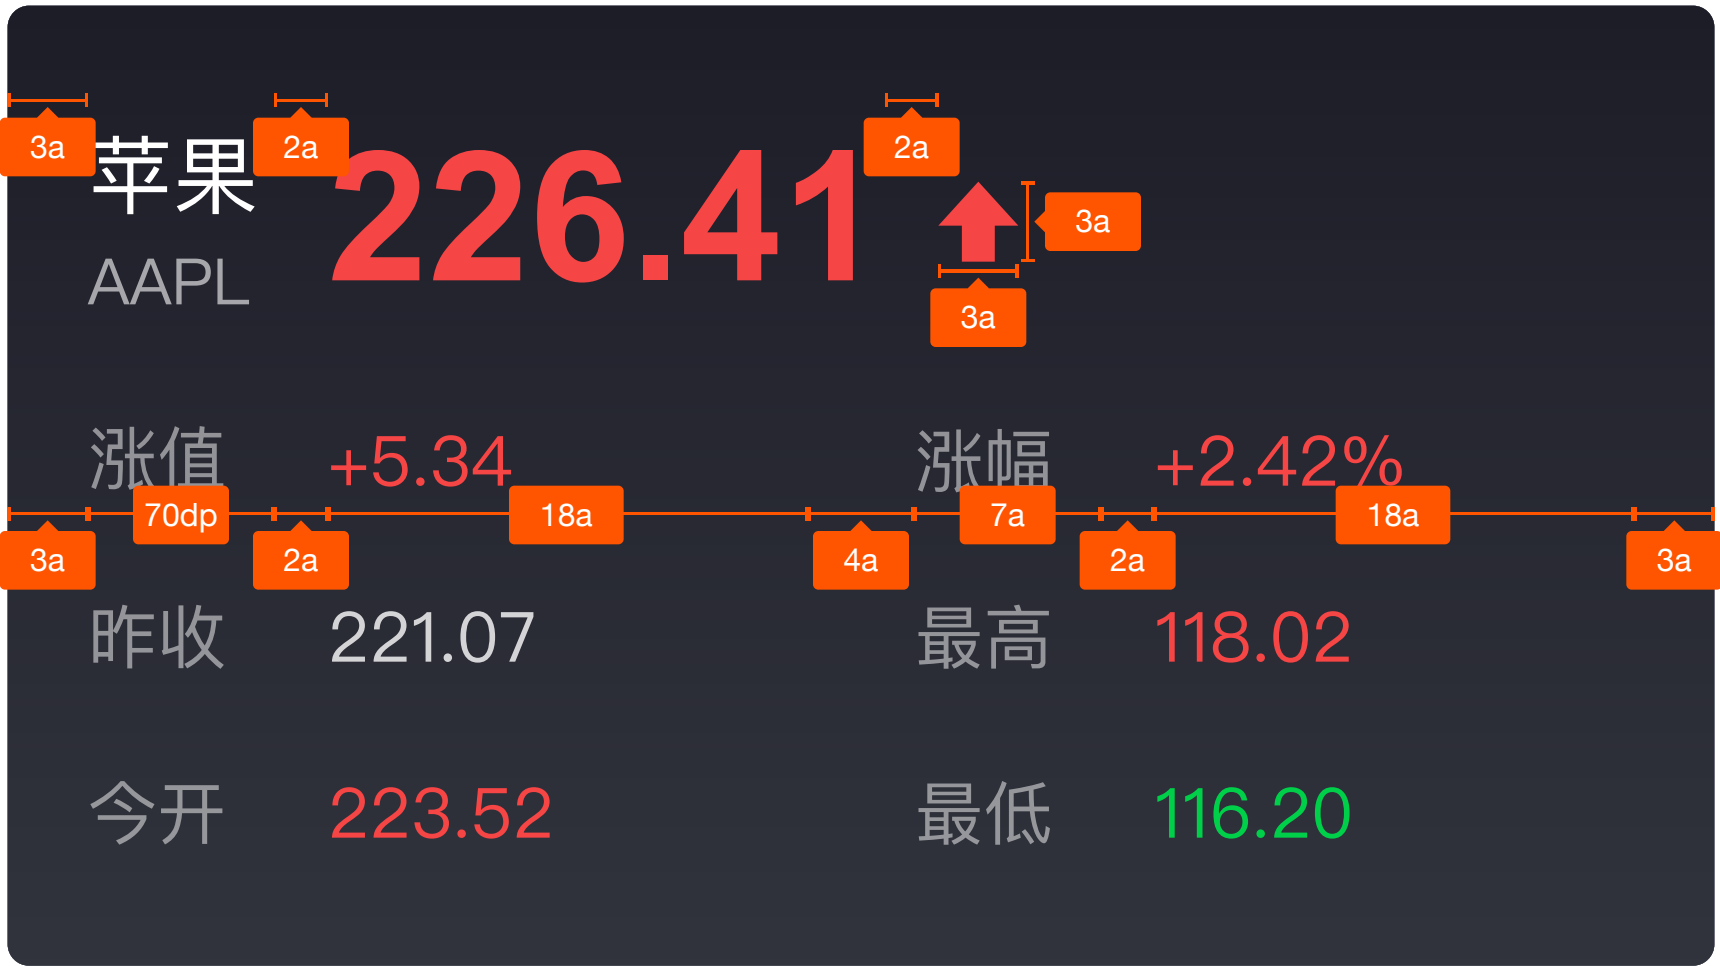 3a 苹果 2a 226.41 2a
3a
AAPL
3a
涨值 +5.34 涨幅 +2.42%
70dp 18a 7a 18a
3a 2a 4a 2a 3a
昨收 221.07 最高 118.02
今开 223.52 最低 116.20